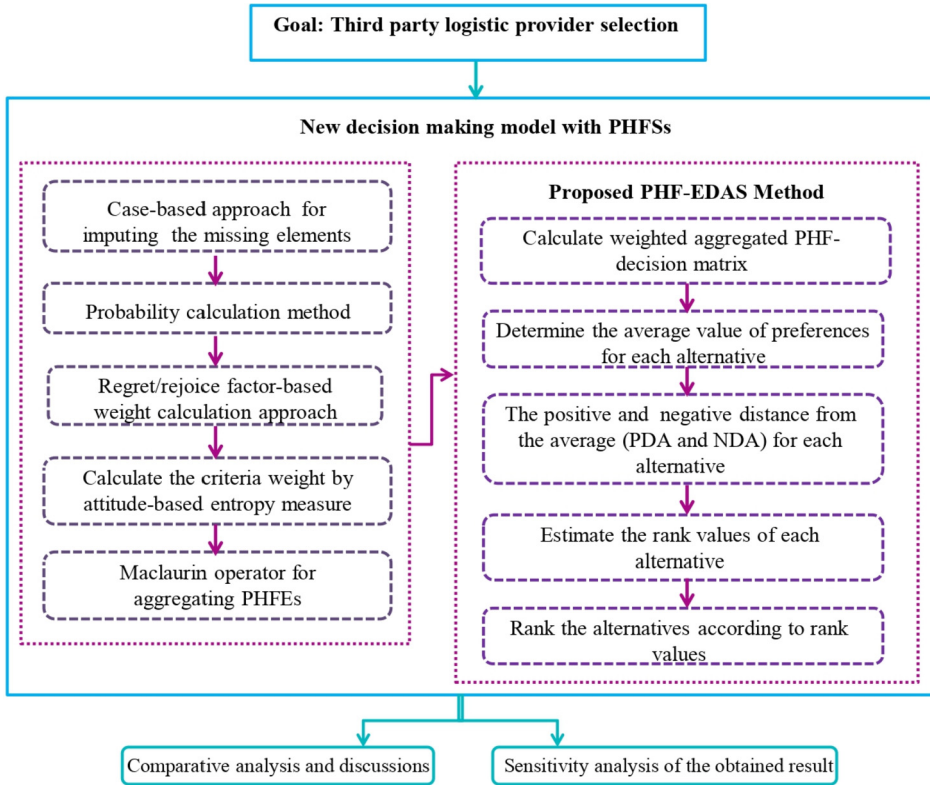 Goal: Third party logistic provider selection
New decision making model with PHFSs
Case-based approach for
imputing the missing elements
Probability calculation method
Regret/rejoice factor-based
weight calculation approach
Calculate the criteria weight by
attitude-based entropy measure
Maclaurin operator for
aggregating PHFEs
Proposed PHF-EDAS Method
Calculate weighted aggregated PHF-
decision matrix
Determine the average value of preferences
for each alternative
The positive and negative distance from
the average (PDA and NDA) for each
alternative
Estimate the rank values of each
alternative
Rank the alternatives according to rank
values
Comparative analysis and discussions
Sensitivity analysis of the obtained result